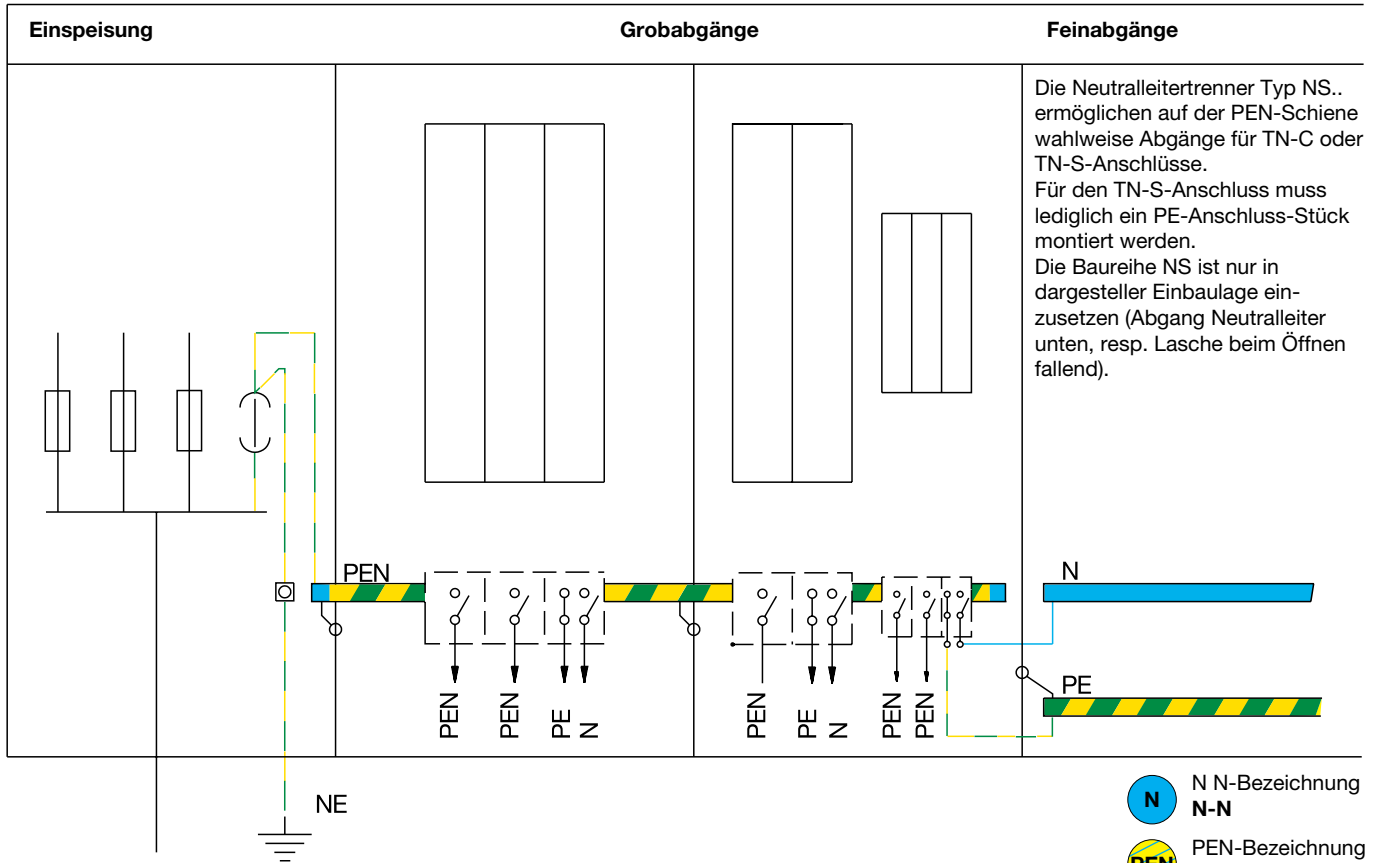 Einspeisung
Grobabgänge
Feinabgänge
Die Neutralleitertrenner Typ NS..
ermöglichen auf der PEN-Schiene
wahlweise Abgänge für TN-C oder
TN-S-Anschlüsse.
Für den TN-S-Anschluss muss
lediglich ein PE-Anschluss-Stück
montiert werden.
Die Baureihe NS ist nur in
dargesteller Einbaulage ein-
zusetzen (Abgang Neutralleiter
unten, resp. Lasche beim Öffnen
fallend).
PEN
N
PE
PEN
PEN
PE
N
PEN
PE
N
PEN
PEN
NE
N
N N-Bezeichnung
N-N
PEN
PEN-Bezeichnung